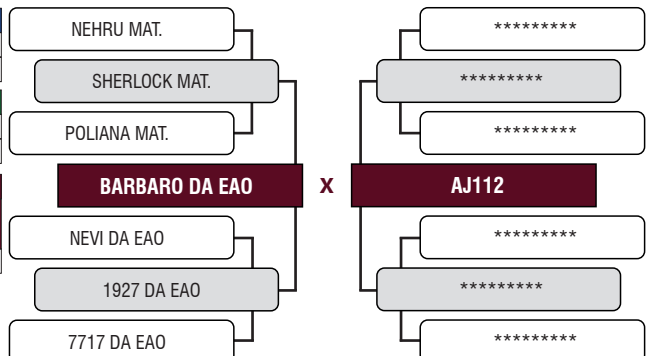 NEHRU MAT.
*********
SHERLOCK MAT.
*********
POLIANA MAT.
*********
BARBARO DA EAO
X
AJ112
NEVI DA EAO
*********
1927 DA EAO
*********
7717 DA EAO
*********